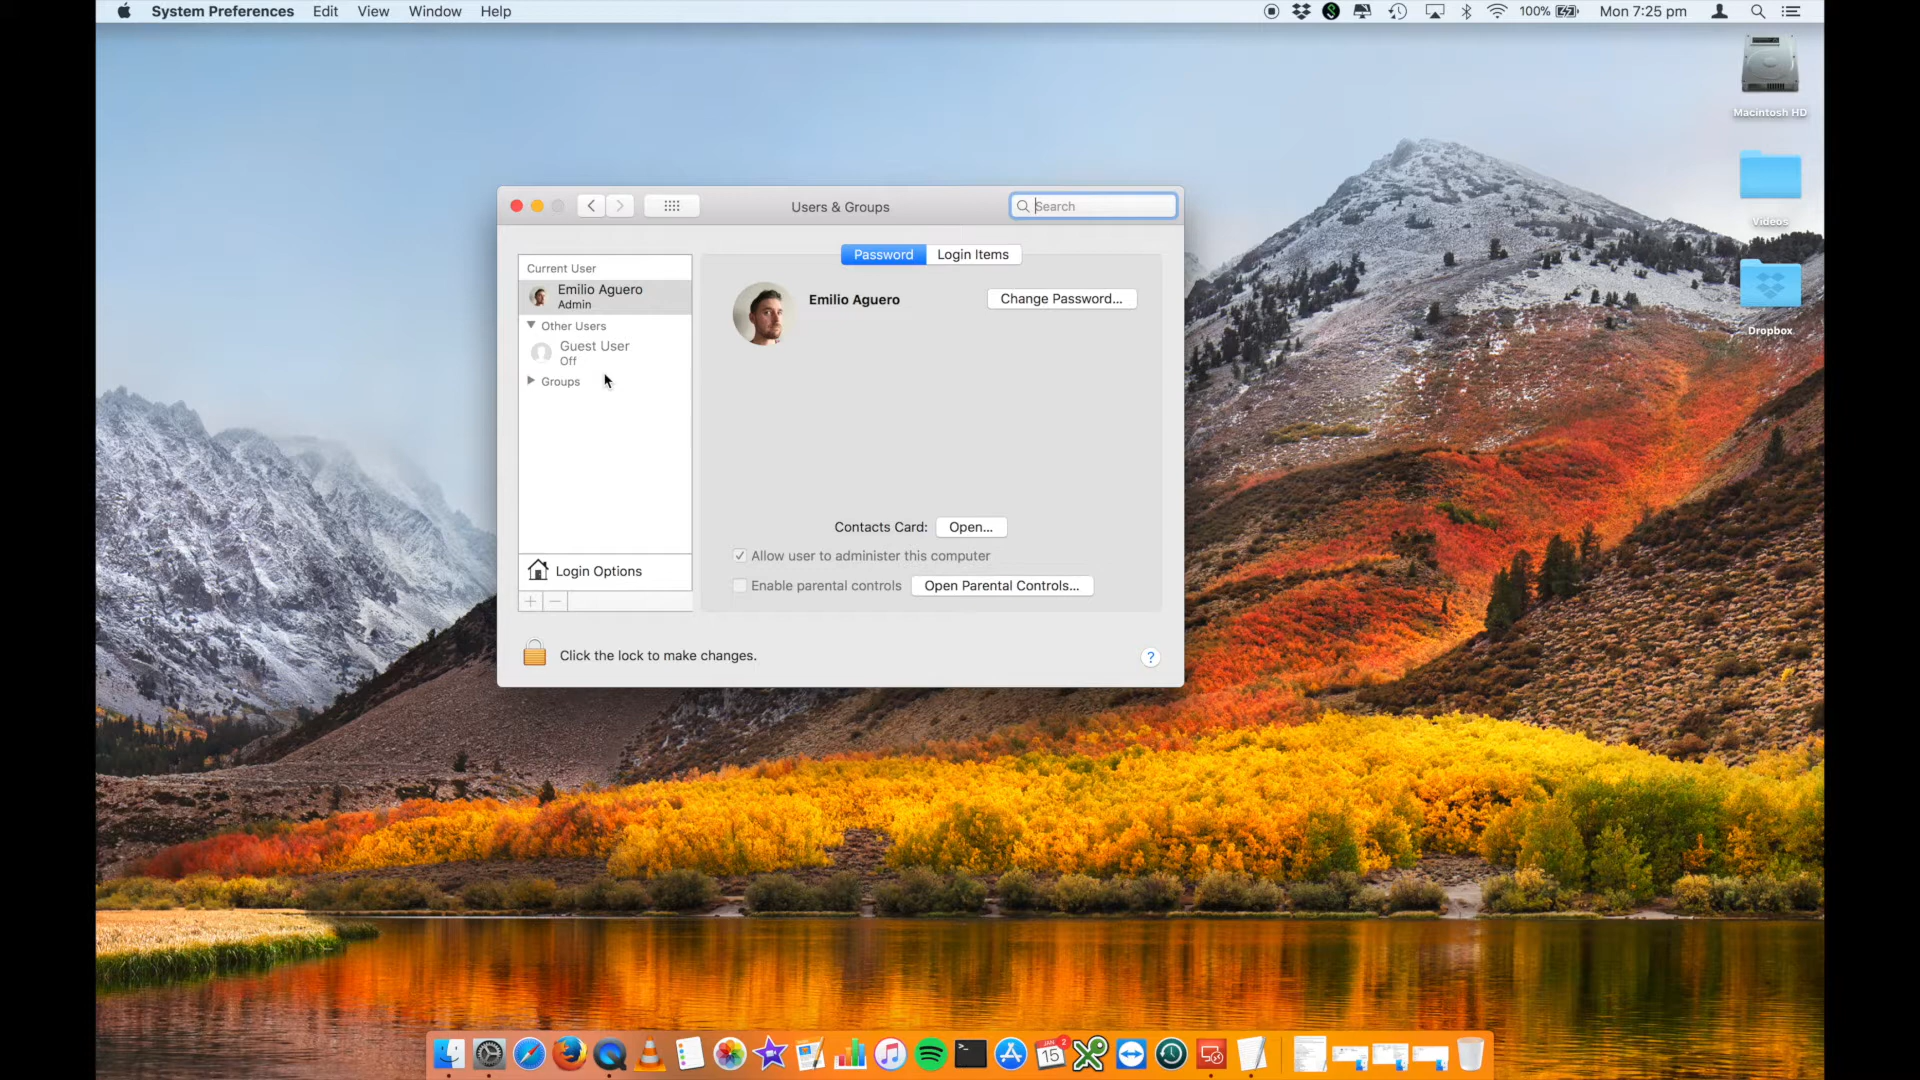 System Preferences Edit View Window Help 100% Mon 7:25 pm
Macintosh HD
Videos
Dropbox
Users & Groups
Search
Password Login Items
Current User
Emilio Aguero
Admin
Other Users
Guest User
Off
Groups
Emilio Aguero
Change Password...
Contacts Card: Open...
Allow user to administer this computer
Enable parental controls Open Parental Controls...
Login Options
+ −
Click the lock to make changes.
?
JAN
15
2